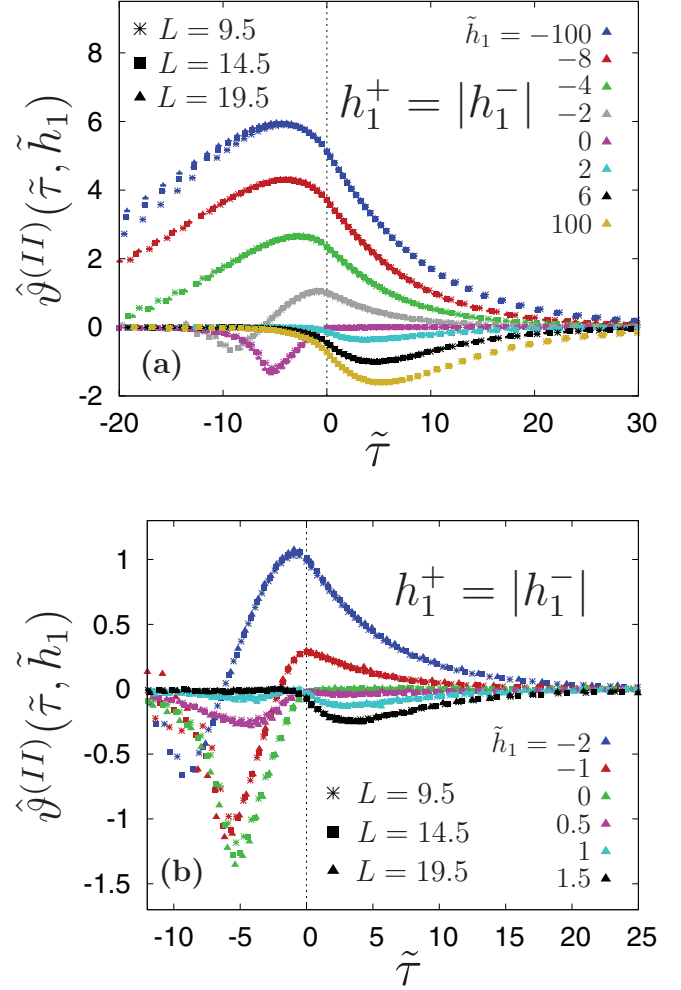 8
6
4
2
0
-2
-20
-10
0
10
20
30
L = 9.5
L = 14.5
L = 19.5
h₁⁺ = |h₁⁻|
h̃₁ = −100
−8
−4
−2
0
2
6
100
(a)
ϑ̂⁽ᴵᴵ⁾(τ̃, h̃₁)
τ̃
1
0.5
0
-0.5
-1
-1.5
-10
-5
0
5
10
15
20
25
h₁⁺ = |h₁⁻|
h̃₁ = −2
−1
0
0.5
1
1.5
L = 9.5
L = 14.5
L = 19.5
(b)
ϑ̂⁽ᴵᴵ⁾(τ̃, h̃₁)
τ̃